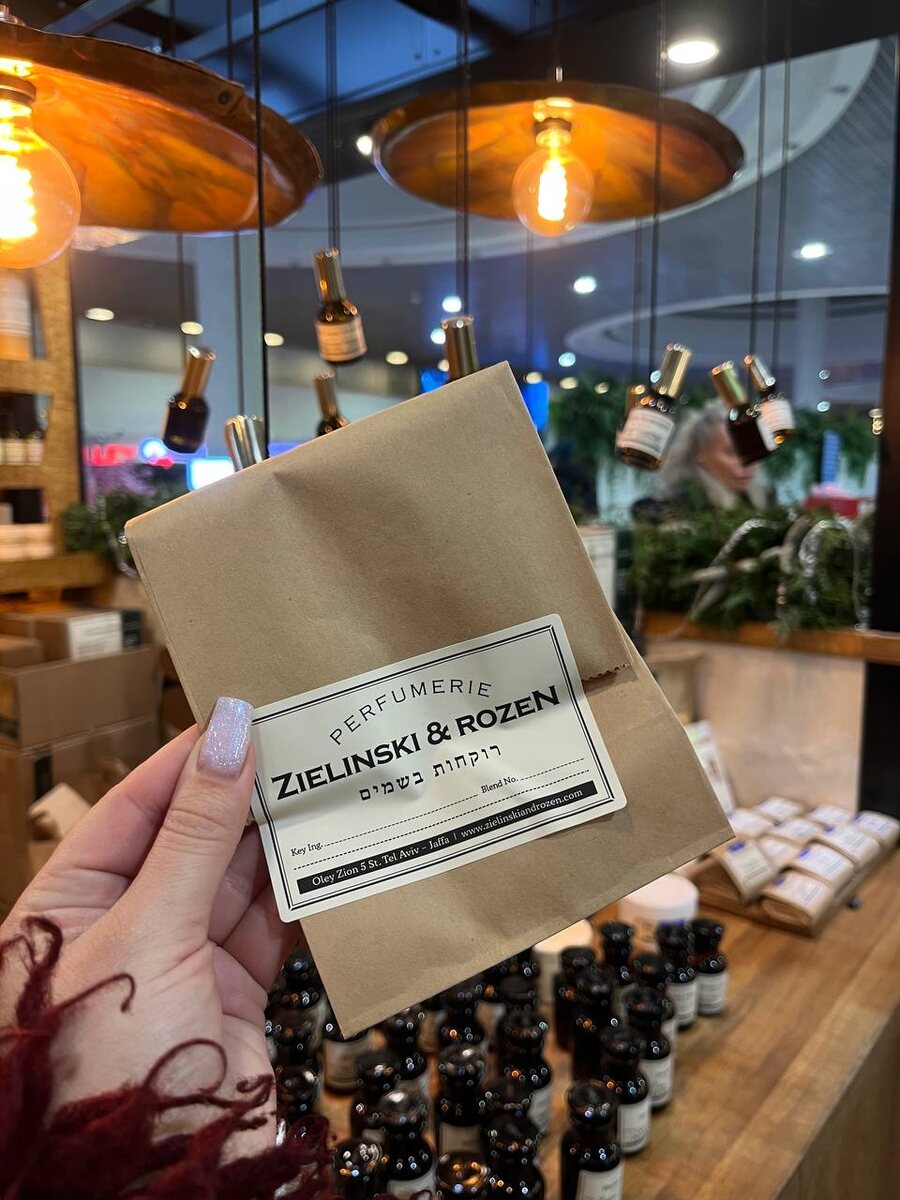 PERFUMERIE
ZIELINSKI & ROZEN
רוקחות בשמים
Key Ing. Blend No.
Oley Zion 5 St. Tel Aviv - Jaffa | www.zielinskiandrozen.com